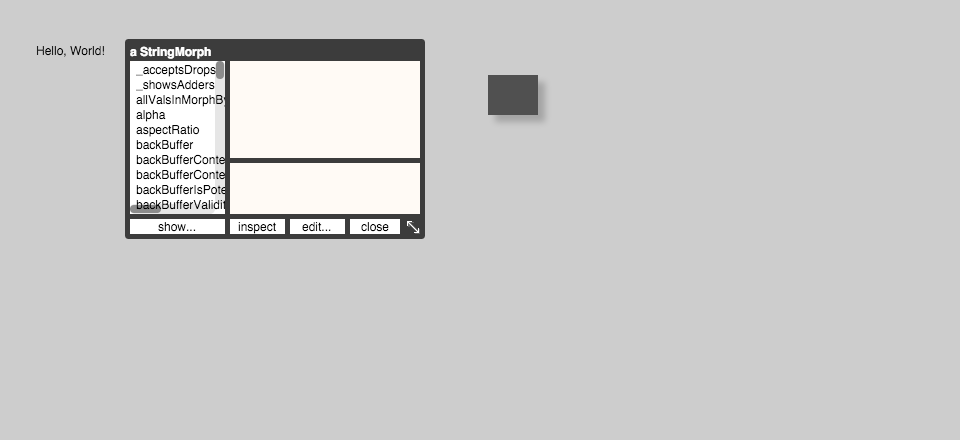 Hello, World!
a StringMorph
_acceptsDrops
_showsAdders
allValsInMorphBy
alpha
aspectRatio
backBuffer
backBufferConte
backBufferConte
backBufferIsPote
backBufferValidit
show...
inspect
edit...
close